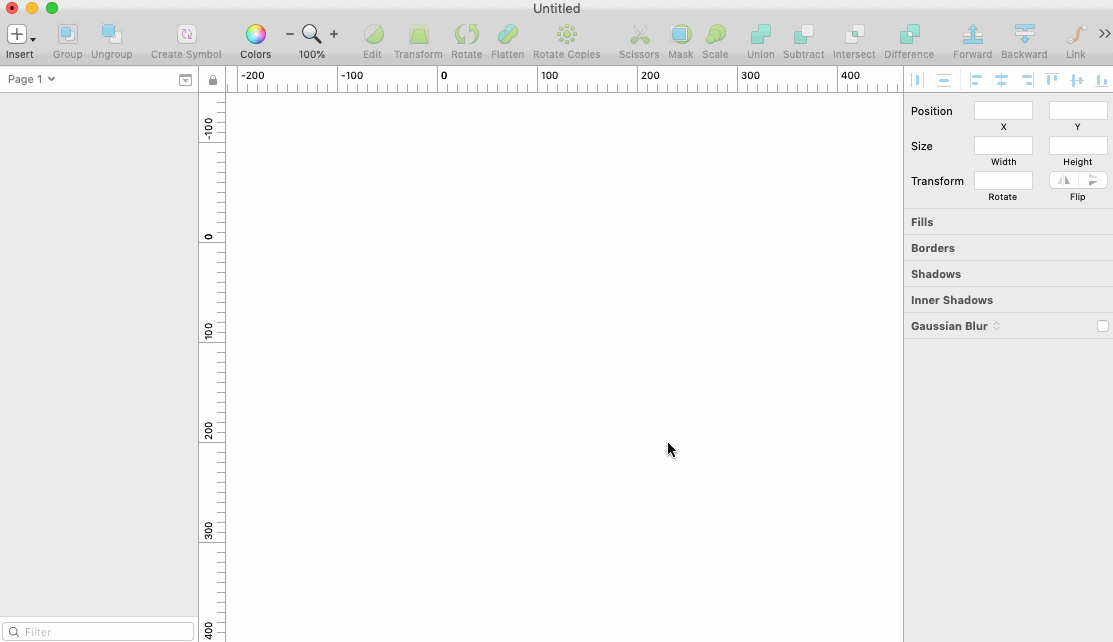 Untitled
Insert Group Ungroup Create Symbol Colors 100% Edit Transform Rotate Flatten Rotate Copies Scissors Mask Scale Union Subtract Intersect Difference Forward Backward Link
Page 1
-200 -100 0 100 200 300 400
-100
0
100
200
300
400
Position
X Y
Size
Width Height
Transform
Rotate Flip
Fills
Borders
Shadows
Inner Shadows
Gaussian Blur
Filter